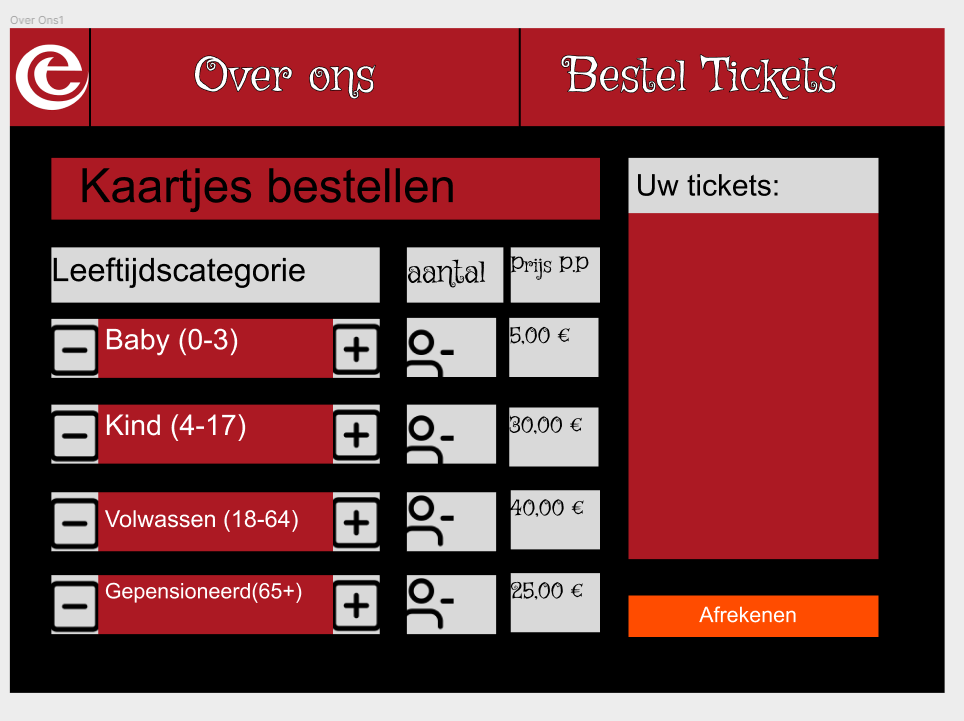 Over Ons1
Over ons
Bestel Tickets
Kaartjes bestellen
Uw tickets:
Leeftijdscategorie
aantal
prijs p.p
Baby (0-3)
5,00 €
Kind (4-17)
30,00 €
Volwassen (18-64)
40,00 €
Gepensioneerd(65+)
25,00 €
Afrekenen